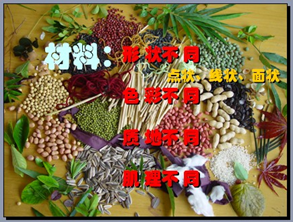 材料：形状不同
点状、线状、面状
色彩不同
质地不同
肌理不同